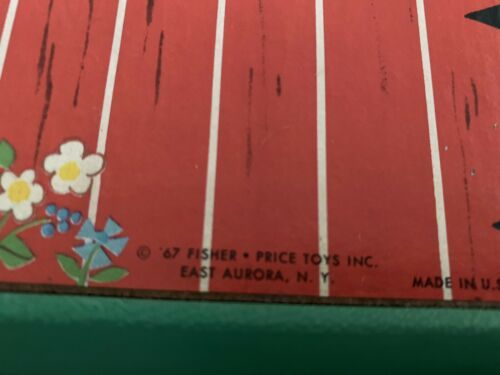 © '67 FISHER • PRICE TOYS INC.
EAST AURORA, N. Y.
MADE IN U.S